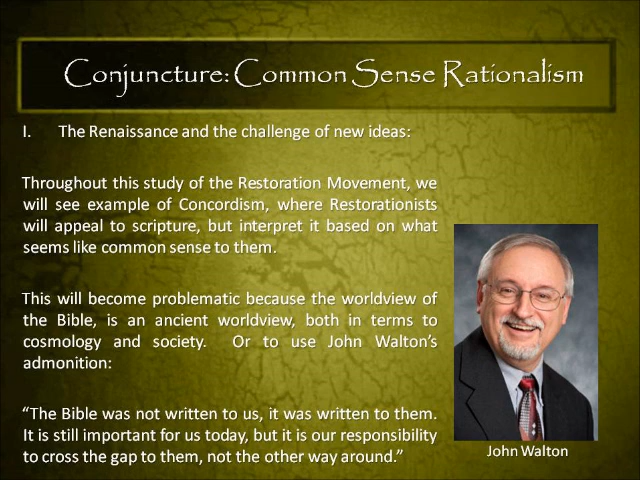 Conjuncture: Common Sense Rationalism
I. The Renaissance and the challenge of new ideas:
Throughout this study of the Restoration Movement, we
will see example of Concordism, where Restorationists
will appeal to scripture, but interpret it based on what
seems like common sense to them.
This will become problematic because the worldview of
the Bible, is an ancient worldview, both in terms to
cosmology and society. Or to use John Walton’s
admonition:
“The Bible was not written to us, it was written to them.
It is still important for us today, but it is our responsibility
to cross the gap to them, not the other way around.”
John Walton